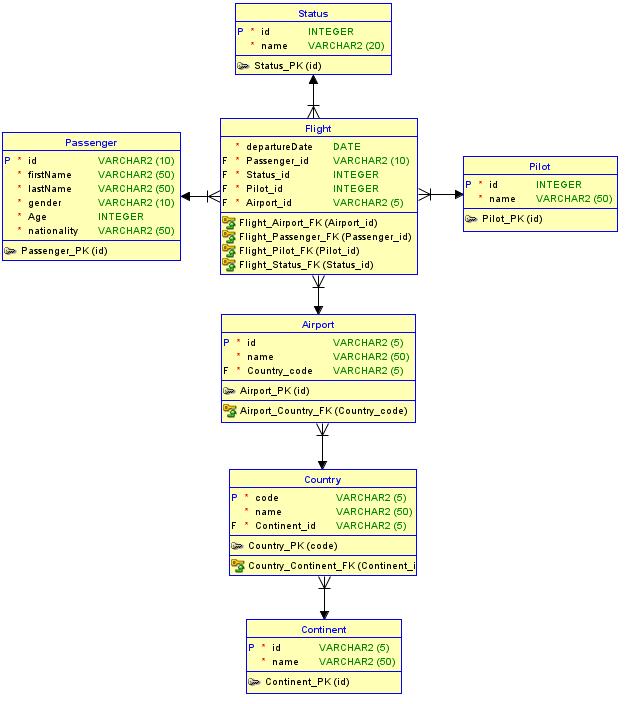 Status
P * id INTEGER
* name VARCHAR2 (20)
Status_PK (id)
Flight
* departureDate DATE
F * Passenger_id VARCHAR2 (10)
F * Status_id INTEGER
F * Pilot_id INTEGER
F * Airport_id VARCHAR2 (5)
Flight_Airport_FK (Airport_id)
Flight_Passenger_FK (Passenger_id)
Flight_Pilot_FK (Pilot_id)
Flight_Status_FK (Status_id)
Passenger
P * id VARCHAR2 (10)
* firstName VARCHAR2 (50)
* lastName VARCHAR2 (50)
* gender VARCHAR2 (10)
* Age INTEGER
* nationality VARCHAR2 (50)
Passenger_PK (id)
Pilot
P * id INTEGER
* name VARCHAR2 (50)
Pilot_PK (id)
Airport
P * id VARCHAR2 (5)
* name VARCHAR2 (50)
F * Country_code VARCHAR2 (5)
Airport_PK (id)
Airport_Country_FK (Country_code)
Country
P * code VARCHAR2 (5)
* name VARCHAR2 (50)
F * Continent_id VARCHAR2 (5)
Country_PK (code)
Country_Continent_FK (Continent_i
Continent
P * id VARCHAR2 (5)
* name VARCHAR2 (50)
Continent_PK (id)